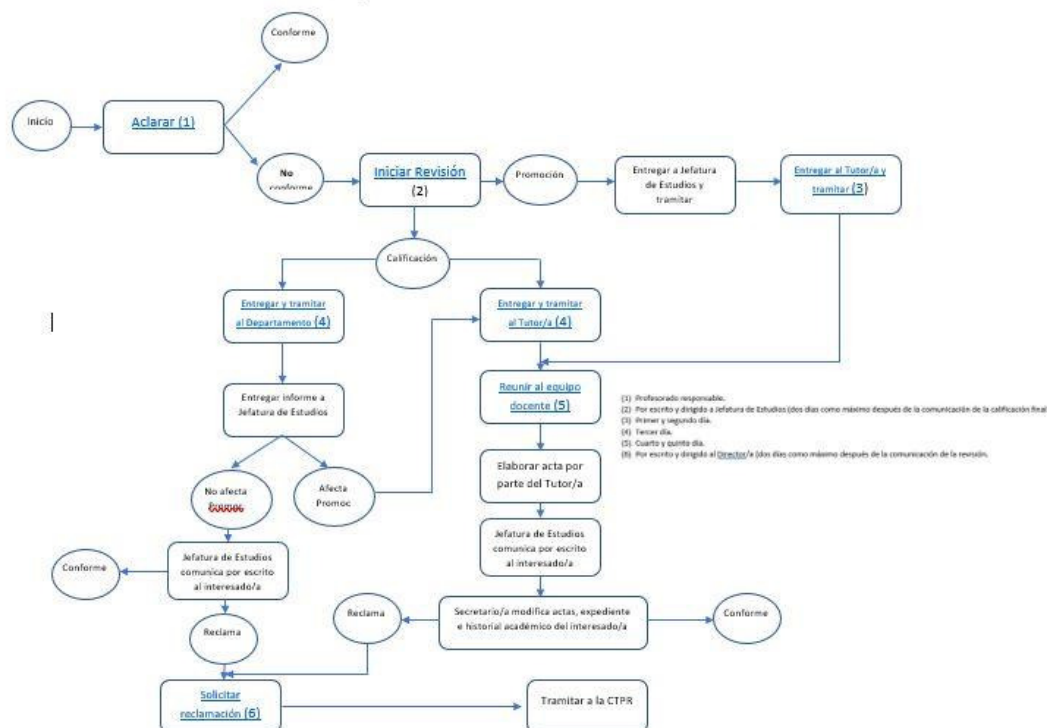 Conforme
Inicio
Aclarar (1)
No
conforme
Iniciar Revisión
(2)
Promoción
Entregar a Jefatura
de Estudios y
tramitar
Entregar al Tutor/a y
tramitar (3)
Calificación
Entregar y tramitar
al Departamento (4)
Entregar y tramitar
al Tutor/a (4)
Entregar informe a
Jefatura de Estudios
Reunir al equipo
docente (5)
(1) Profesorado responsable.
(2) Por escrito y dirigido a Jefatura de Estudios (dos días como máximo después de la comunicación de la calificación final
(3) Primer y segundo día.
(4) Tercer día.
(5) Cuarto y quinto día.
(6) Por escrito y dirigido al Director/a (dos días como máximo después de la comunicación de la revisión.
No afecta
Promoc
Afecta
Promoc
Elaborar acta por
parte del Tutor/a
Jefatura de Estudios
comunica por escrito
al interesado/a
Conforme
Jefatura de Estudios
comunica por escrito
al interesado/a
Reclama
Reclama
Secretario/a modifica actas, expediente
e historial académico del interesado/a
Conforme
Solicitar
reclamación (6)
Tramitar a la CTPR